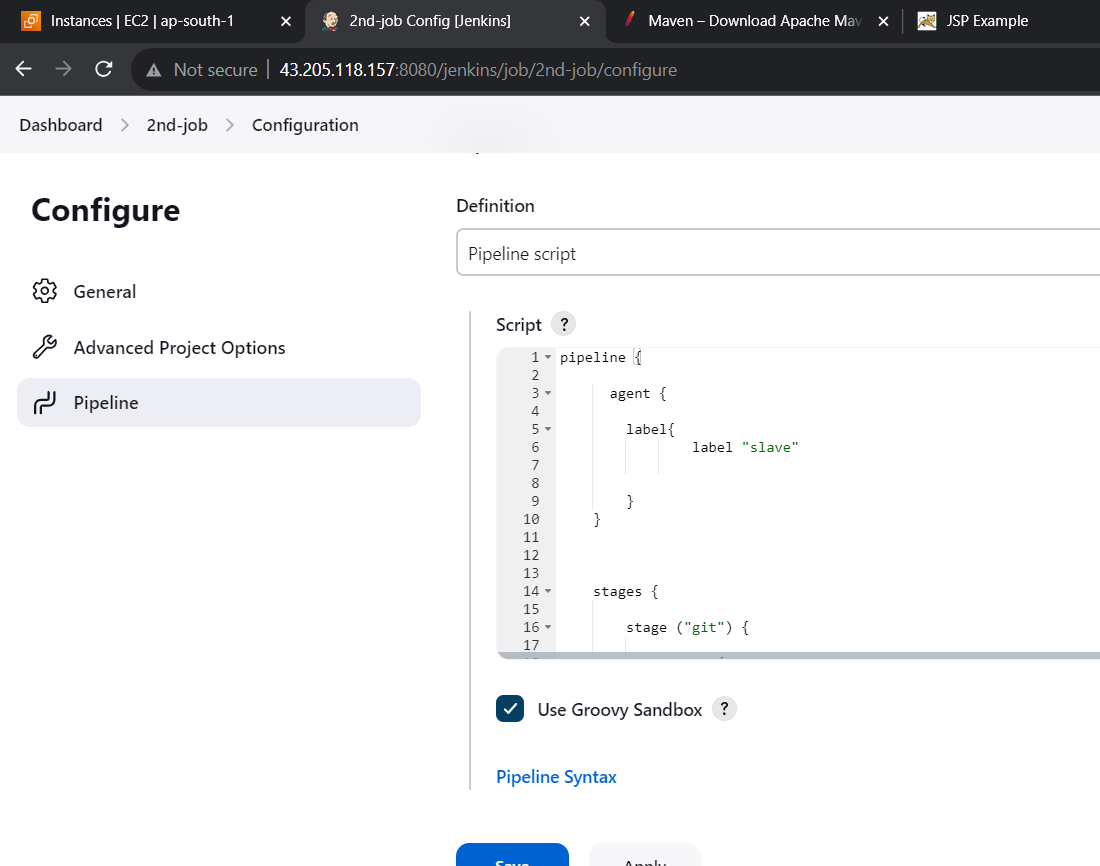 Instances | EC2 | ap-south-1
2nd-job Config [Jenkins]
Maven – Download Apache Mav
JSP Example
Not secure
43.205.118.157:8080/jenkins/job/2nd-job/configure
Dashboard
2nd-job
Configuration
Configure
General
Advanced Project Options
Pipeline
Definition
Pipeline script
Script ?
1 pipeline {
2
3 agent {
4
5 label{
6 label "slave"
7
8
9 }
10 }
11
12
13
14 stages {
15
16 stage ("git") {
17
Use Groovy Sandbox ?
Pipeline Syntax
Save
Apply